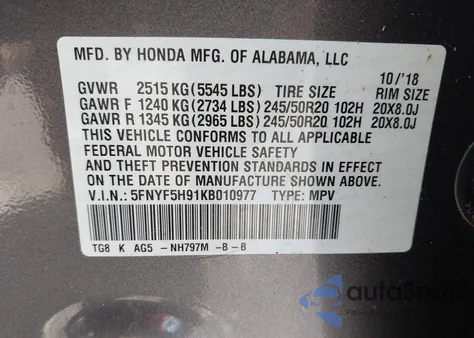 MFD. BY HONDA MFG. OF ALABAMA, LLC
10/'18
GVWR 2515 KG (5545 LBS) TIRE SIZE RIM SIZE
GAWR F 1240 KG (2734 LBS) 245/50R20 102H 20X8.0J
GAWR R 1345 KG (2965 LBS) 245/50R20 102H 20X8.0J
THIS VEHICLE CONFORMS TO ALL APPLICABLE
FEDERAL MOTOR VEHICLE SAFETY
AND THEFT PREVENTION STANDARDS IN EFFECT
ON THE DATE OF MANUFACTURE SHOWN ABOVE.
V.I.N.: 5FNYF5H91KB010977 TYPE: MPV
TG8 K AG5 -NH797M -B -B